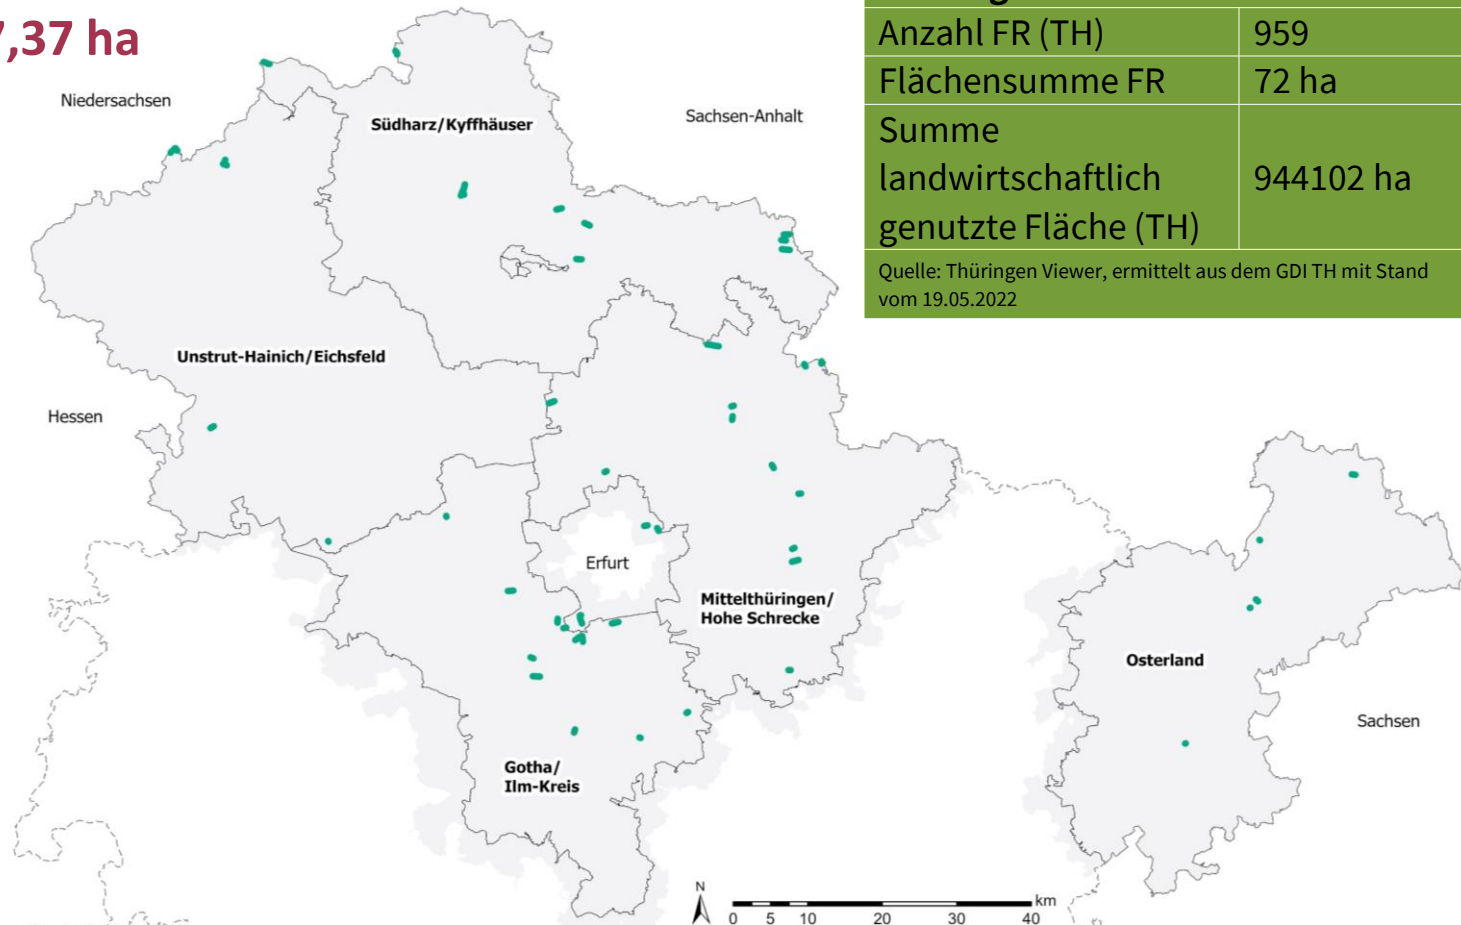 7,37 ha
Anzahl FR (TH) 959
Flächensumme FR 72 ha
Summe
landwirtschaftlich 944102 ha
genutzte Fläche (TH)
Quelle: Thüringen Viewer, ermittelt aus dem GDI TH mit Stand
vom 19.05.2022
Niedersachsen
Südharz/Kyffhäuser
Sachsen-Anhalt
Unstrut-Hainich/Eichsfeld
Hessen
Erfurt
Mittelthüringen/
Hohe Schrecke
Osterland
Sachsen
Gotha/
Ilm-Kreis
N
km
0 5 10 20 30 40